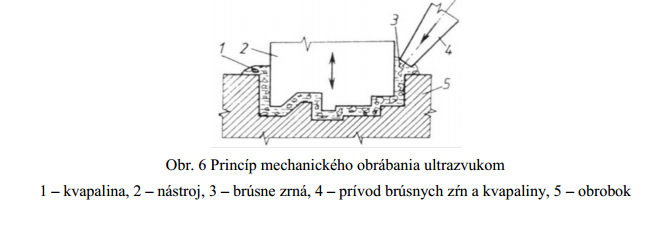 1 2 3 4 5
Obr. 6 Princíp mechanického obrábania ultrazvukom
1 – kvapalina, 2 – nástroj, 3 – brúsne zrná, 4 – prívod brúsnych zŕn a kvapaliny, 5 – obrobok